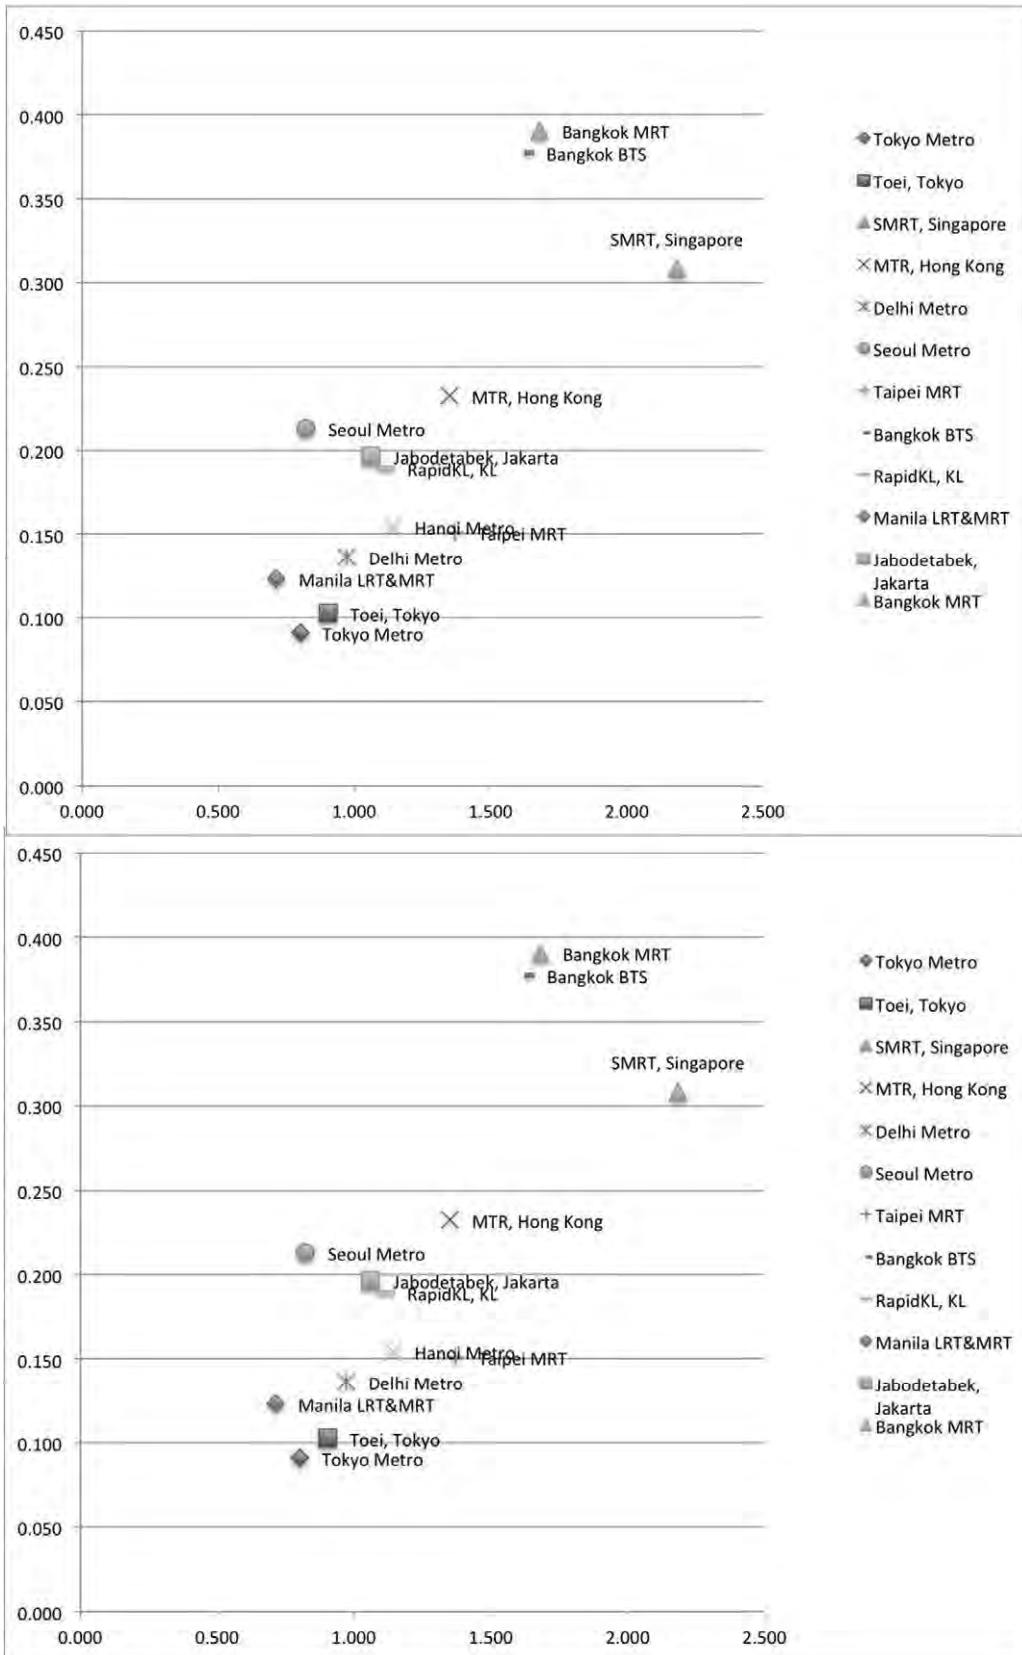 0.450
0.400
0.350
0.300
0.250
0.200
0.150
0.100
0.050
0.000
0.000
0.500
1.000
1.500
2.000
2.500
Bangkok MRT
Bangkok BTS
SMRT, Singapore
MTR, Hong Kong
Seoul Metro
Jabodetabek, Jakarta
RapidKL, KL
Hanoi Metro
Taipei MRT
Delhi Metro
Manila LRT&MRT
Toei, Tokyo
Tokyo Metro
Tokyo Metro
Toei, Tokyo
SMRT, Singapore
MTR, Hong Kong
Delhi Metro
Seoul Metro
Taipei MRT
Bangkok BTS
RapidKL, KL
Manila LRT&MRT
Jabodetabek,
Jakarta
Bangkok MRT
0.450
0.400
0.350
0.300
0.250
0.200
0.150
0.100
0.050
0.000
0.000
0.500
1.000
1.500
2.000
2.500
Bangkok MRT
Bangkok BTS
SMRT, Singapore
MTR, Hong Kong
Seoul Metro
Jabodetabek, Jakarta
RapidKL, KL
Hanoi Metro
Taipei MRT
Delhi Metro
Manila LRT&MRT
Toei, Tokyo
Tokyo Metro
Tokyo Metro
Toei, Tokyo
SMRT, Singapore
MTR, Hong Kong
Delhi Metro
Seoul Metro
Taipei MRT
Bangkok BTS
RapidKL, KL
Manila LRT&MRT
Jabodetabek,
Jakarta
Bangkok MRT